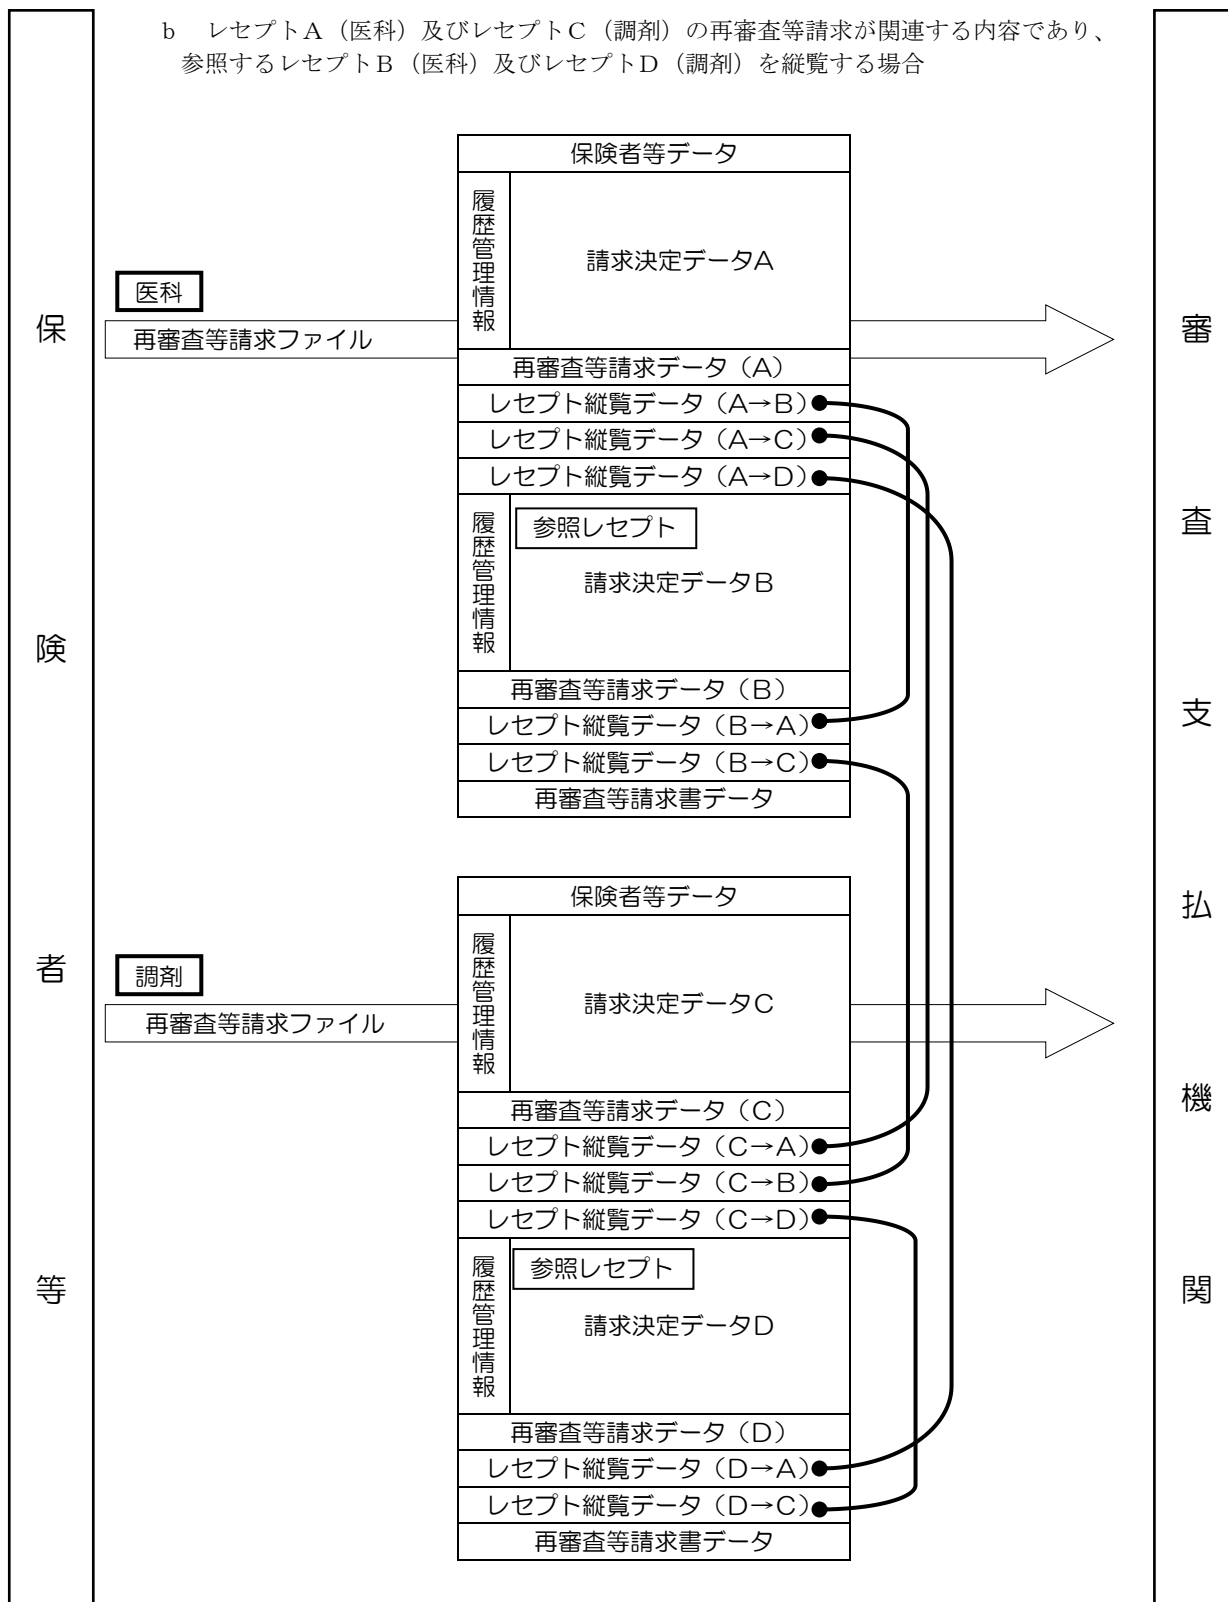 b　レセプトA（医科）及びレセプトC（調剤）の再審査等請求が関連する内容であり、
参照するレセプトB（医科）及びレセプトD（調剤）を縦覧する場合
保険者等
医科
再審査等請求ファイル
保険者等データ
履歴管理情報
請求決定データA
再審査等請求データ（A）
レセプト縦覧データ（A→B）
レセプト縦覧データ（A→C）
レセプト縦覧データ（A→D）
履歴管理情報
参照レセプト
請求決定データB
再審査等請求データ（B）
レセプト縦覧データ（B→A）
レセプト縦覧データ（B→C）
再審査等請求書データ
調剤
再審査等請求ファイル
保険者等データ
履歴管理情報
請求決定データC
再審査等請求データ（C）
レセプト縦覧データ（C→A）
レセプト縦覧データ（C→B）
レセプト縦覧データ（C→D）
履歴管理情報
参照レセプト
請求決定データD
再審査等請求データ（D）
レセプト縦覧データ（D→A）
レセプト縦覧データ（D→C）
再審査等請求書データ
審査支払機関